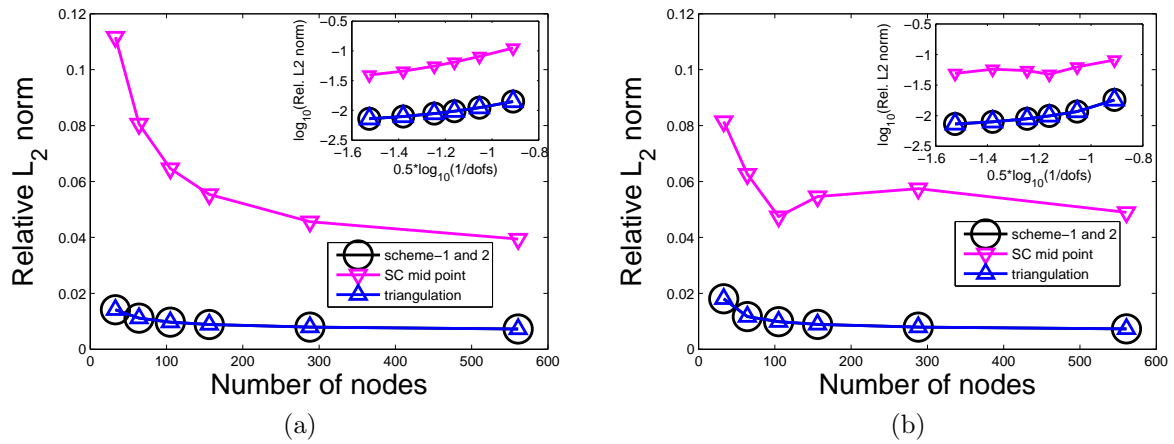 0.12
0.1
0.08
0.06
0.04
0.02
0
0 100 200 300 400 500 600
Relative L2 norm
Number of nodes
−0.5
−1
−1.5
−2
−2.5
−1.6 −1.4 −1.2 −1 −0.8
log10(Rel. L2 norm)
0.5*log10(1/dofs)
scheme−1 and 2
SC mid point
triangulation
(a)
0.12
0.1
0.08
0.06
0.04
0.02
0
0 100 200 300 400 500 600
Relative L2 norm
Number of nodes
−0.5
−1
−1.5
−2
−2.5
−1.6 −1.4 −1.2 −1 −0.8
log10(Rel. L2 norm)
0.5*log10(1/dofs)
scheme−1 and 2
SC mid point
triangulation
(b)